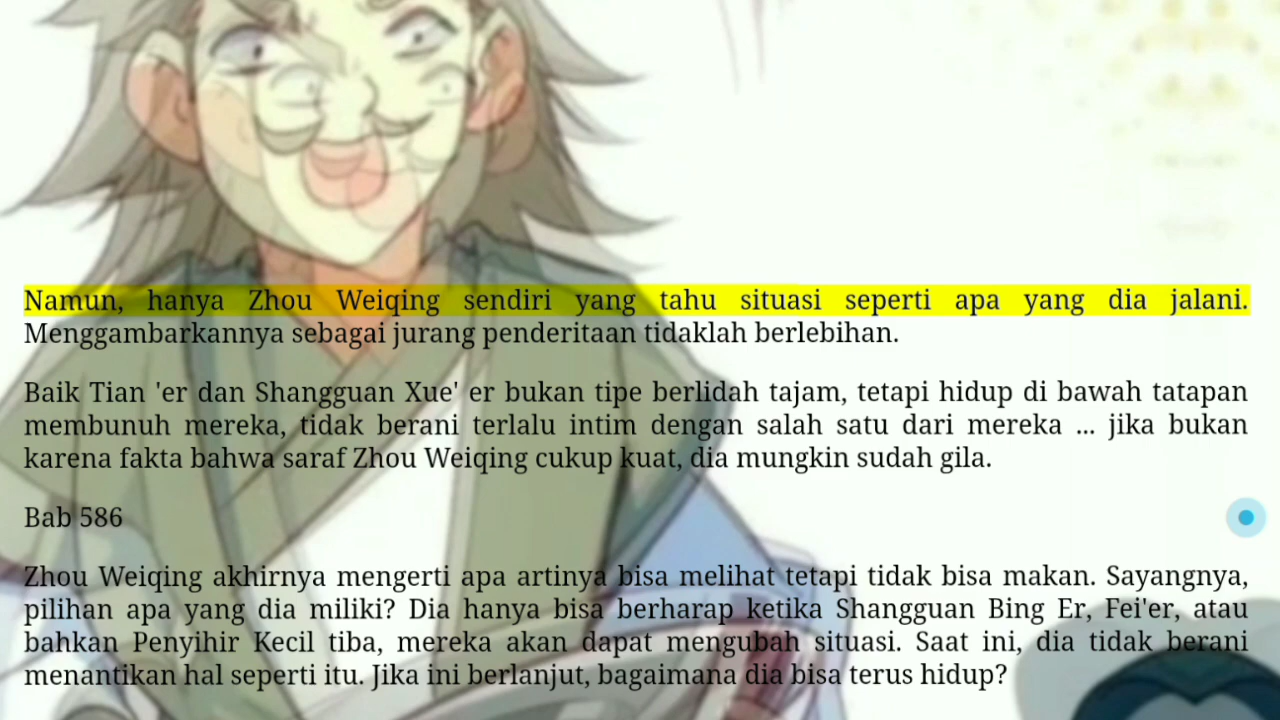 Namun, hanya Zhou Weiqing sendiri yang tahu situasi seperti apa yang dia jalani.
Menggambarkannya sebagai jurang penderitaan tidaklah berlebihan.
Baik Tian 'er dan Shangguan Xue' er bukan tipe berlidah tajam, tetapi hidup di bawah tatapan
membunuh mereka, tidak berani terlalu intim dengan salah satu dari mereka ... jika bukan
karena fakta bahwa saraf Zhou Weiqing cukup kuat, dia mungkin sudah gila.
Bab 586
Zhou Weiqing akhirnya mengerti apa artinya bisa melihat tetapi tidak bisa makan. Sayangnya,
pilihan apa yang dia miliki? Dia hanya bisa berharap ketika Shangguan Bing Er, Fei'er, atau
bahkan Penyihir Kecil tiba, mereka akan dapat mengubah situasi. Saat ini, dia tidak berani
menantikan hal seperti itu. Jika ini berlanjut, bagaimana dia bisa terus hidup?